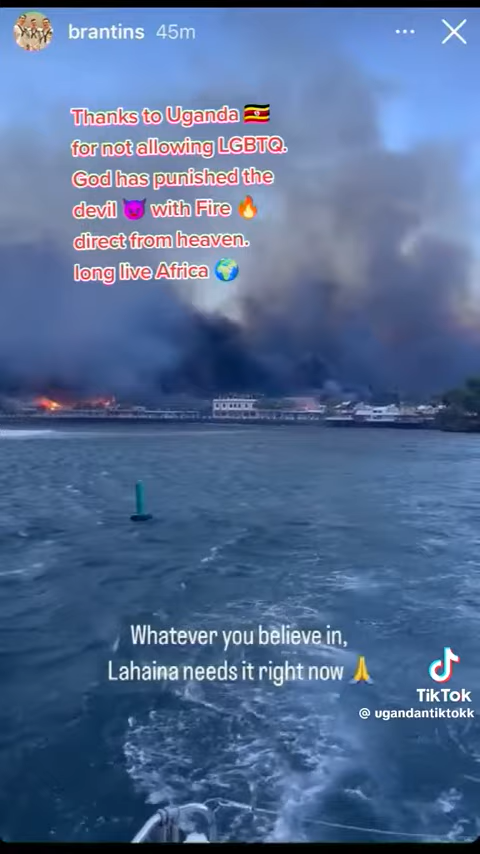 brantins 45m
Thanks to Uganda 🇺🇬
for not allowing LGBTQ.
God has punished the
devil 😈 with Fire 🔥
direct from heaven.
long live Africa 🌍
Whatever you believe in,
Lahaina needs it right now 🙏
TikTok
@ ugandantiktokk